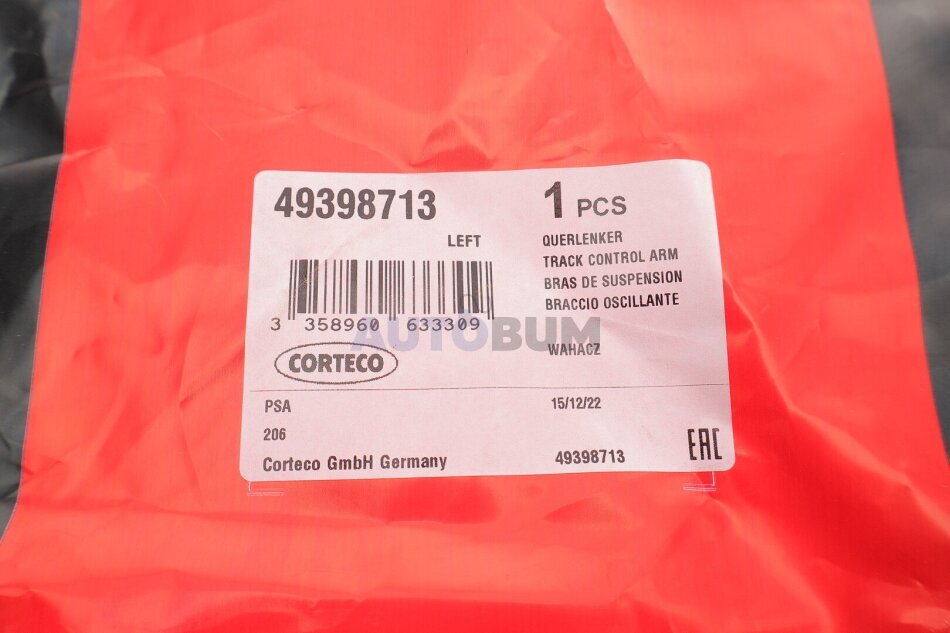 49398713
1 PCS
LEFT
QUERLENKER
TRACK CONTROL ARM
BRAS DE SUSPENSION
BRACCIO OSCILLANTE
3 358960 633309
AUTOBUM
WAHACZ
CORTECO
PSA
15/12/22
206
Corteco GmbH Germany
49398713
EAC